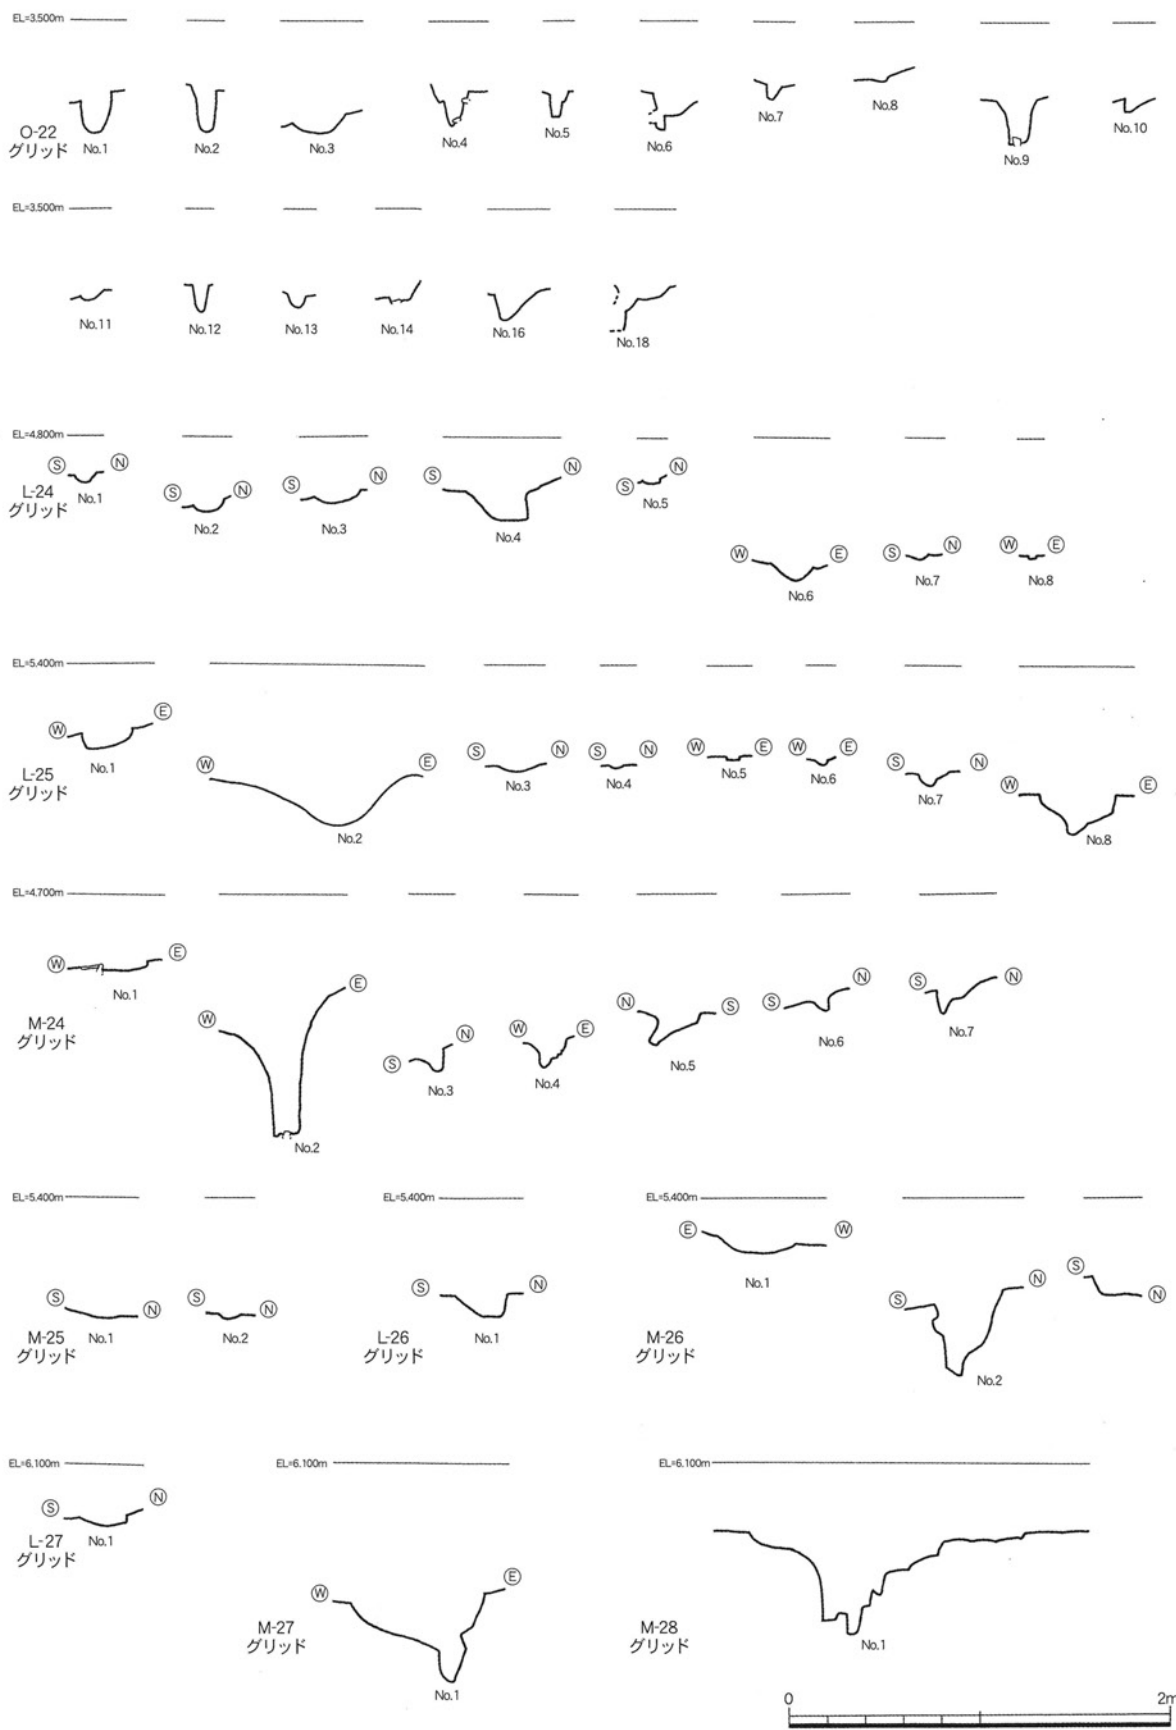 EL=3.500m
O-22
グリッド
No.1
No.2
No.3
No.4
No.5
No.6
No.7
No.8
No.9
No.10
EL=3.500m
No.11
No.12
No.13
No.14
No.16
No.18
EL=4.800m
L-24
グリッド
S N
No.1
S N
No.2
S N
No.3
S N
No.4
S N
No.5
W E
No.6
S N
No.7
W E
No.8
EL=5.400m
L-25
グリッド
W E
No.1
W E
No.2
S N
No.3
S N
No.4
W E
No.5
W E
No.6
S N
No.7
W E
No.8
EL=4.700m
M-24
グリッド
W E
No.1
W E
No.2
S N
No.3
W E
No.4
N S
No.5
S N
No.6
S N
No.7
EL=5.400m
M-25
グリッド
S N
No.1
S N
No.2
EL=5.400m
L-26
グリッド
S N
No.1
EL=5.400m
M-26
グリッド
E W
No.1
S N
No.2
S N
EL=6.100m
L-27
グリッド
S N
No.1
EL=6.100m
M-27
グリッド
W E
No.1
EL=6.100m
M-28
グリッド
No.1
0 2m